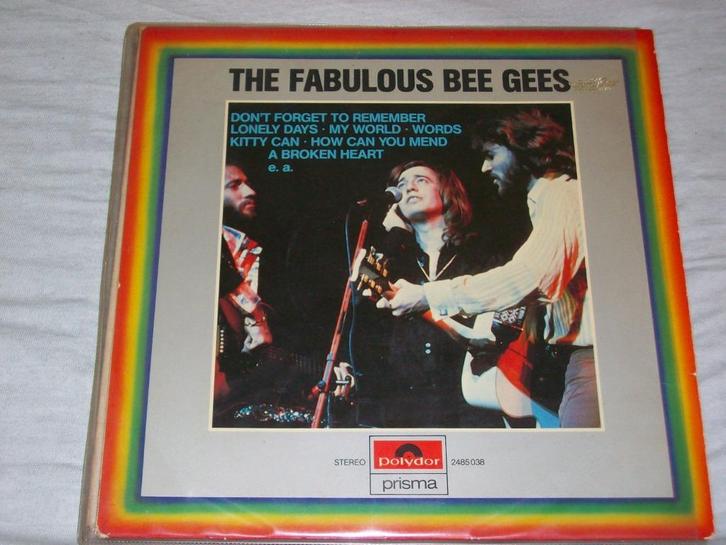 THE FABULOUS BEE GEES
DON'T FORGET TO REMEMBER
LONELY DAYS · MY WORLD · WORDS
KITTY CAN · HOW CAN YOU MEND
A BROKEN HEART
e. a.
STEREO polydor 2485 038
prisma